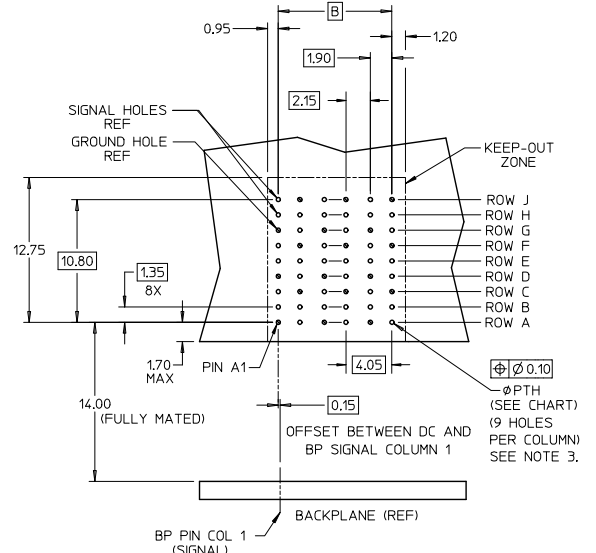 B
0.95
1.20
1.90
2.15
SIGNAL HOLES
REF
GROUND HOLE
REF
KEEP-OUT
ZONE
ROW J
ROW H
ROW G
ROW F
ROW E
ROW D
ROW C
ROW B
ROW A
12.75
10.80
1.35
8X
1.70
MAX
PIN A1
4.05
⌖ Ø 0.10
ØPTH
(SEE CHART)
(9 HOLES
PER COLUMN)
SEE NOTE 3.
14.00
(FULLY MATED)
0.15
OFFSET BETWEEN DC AND
BP SIGNAL COLUMN 1
BACKPLANE (REF)
BP PIN COL 1
(SIGNAL)